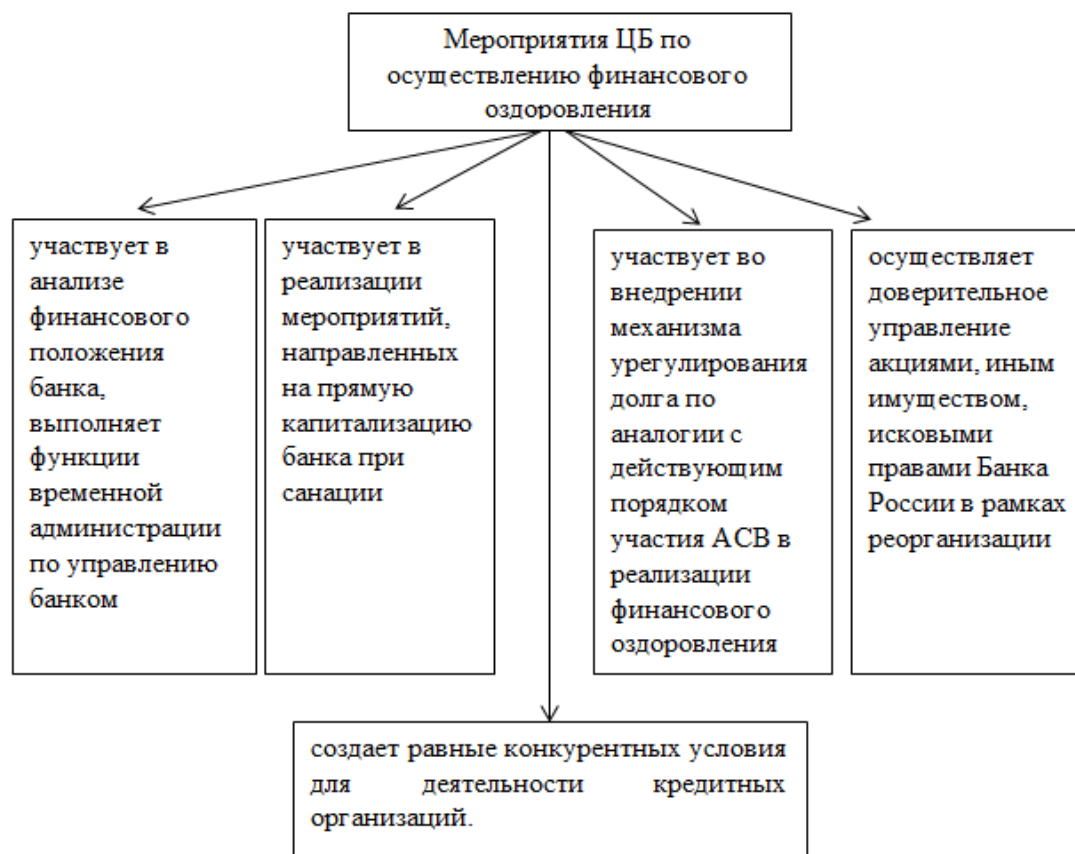 Мероприятия ЦБ по
осуществлению финансового
оздоровления
участвует в
анализе
финансового
положения
банка,
выполняет
функции
временной
администрации
по управлению
банком
участвует в
реализации
мероприятий,
направленных
на прямую
капитализацию
банка при
санации
участвует во
внедрении
механизма
урегулирования
долга по
аналогии с
действующим
порядком
участия АСВ в
реализации
финансового
оздоровления
осуществляет
доверительное
управление
акциями, иным
имуществом,
исковыми
правами Банка
России в рамках
реорганизации
создает равные конкурентных условия
для деятельности кредитных
организаций.